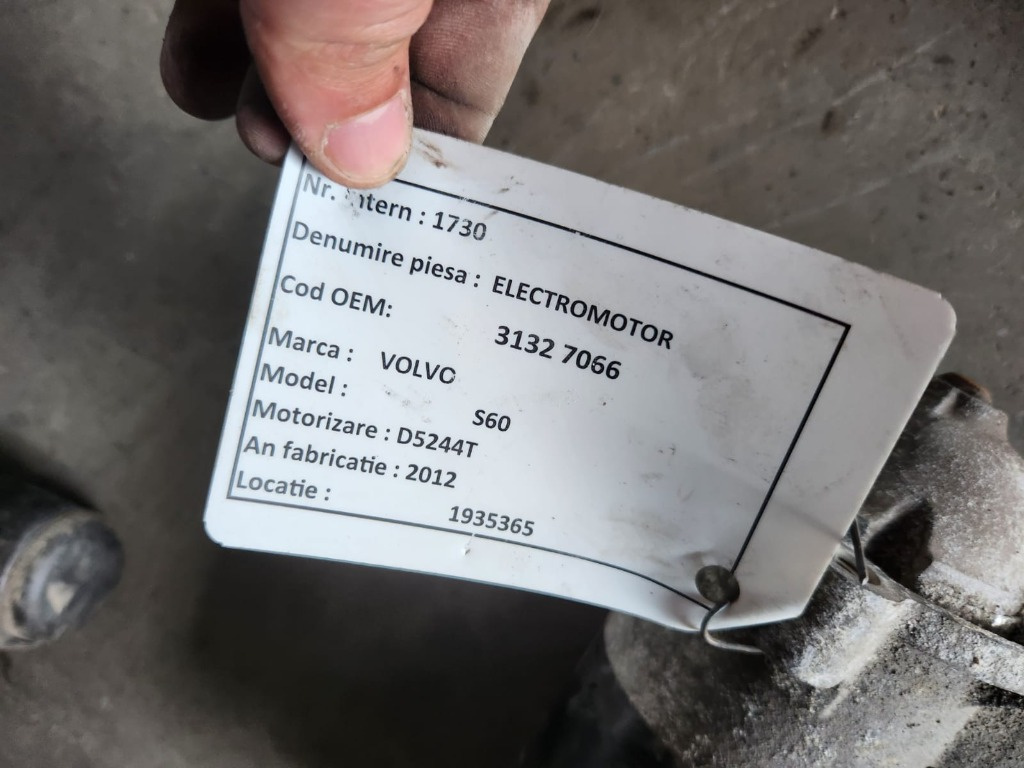 Nr. intern : 1730
Denumire piesa : ELECTROMOTOR
Cod OEM: 3132 7066
Marca : VOLVO
Model : S60
Motorizare : D5244T
An fabricatie : 2012
Locatie : 1935365